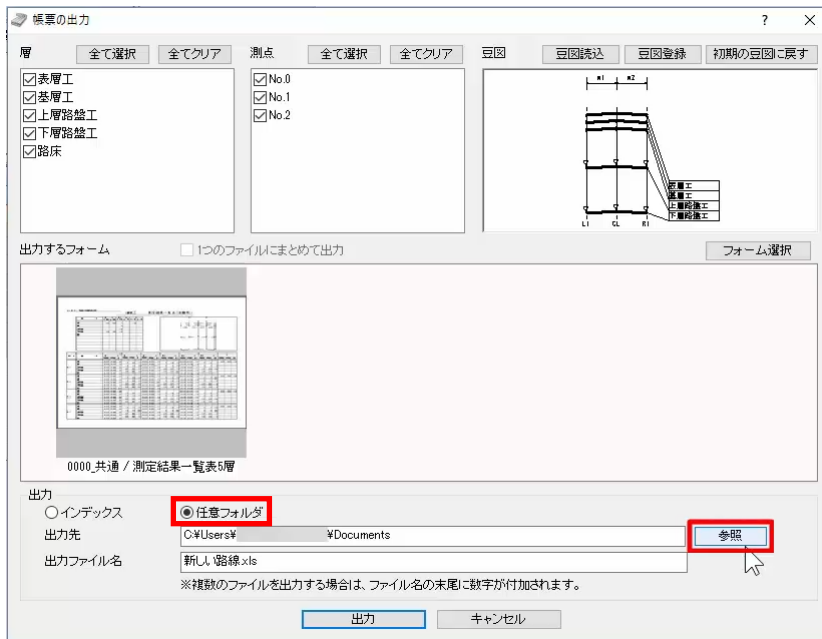 帳票の出力
層 全て選択 全てクリア 測点 全て選択 全てクリア 豆図 豆図読込 豆図登録 初期の豆図に戻す
表層工
基層工
上層路盤工
下層路盤工
路床
No.0
No.1
No.2
m1 m2
表層工
基層工
上層路盤工
下層路盤工
L1 CL R1
出力するフォーム 1つのファイルにまとめて出力 フォーム選択
0000_共通 / 測定結果一覧表5層
出力
インデックス 任意フォルダ
出力先 C:¥Users¥ ¥Documents 参照
出力ファイル名 新しい路線.xls
※複数のファイルを出力する場合は、ファイル名の末尾に数字が付加されます。
出力 キャンセル